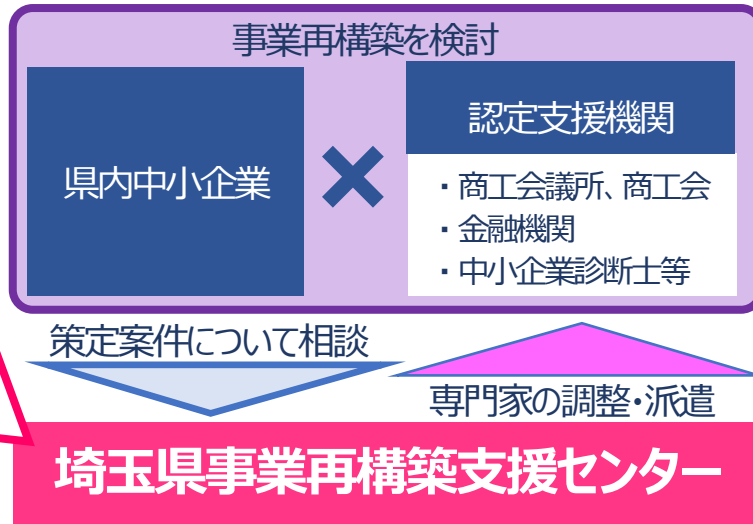 事業再構築を検討
県内中小企業
認定支援機関
・商工会議所、商工会
・金融機関
・中小企業診断士等
策定案件について相談
専門家の調整・派遣
埼玉県事業再構築支援センター